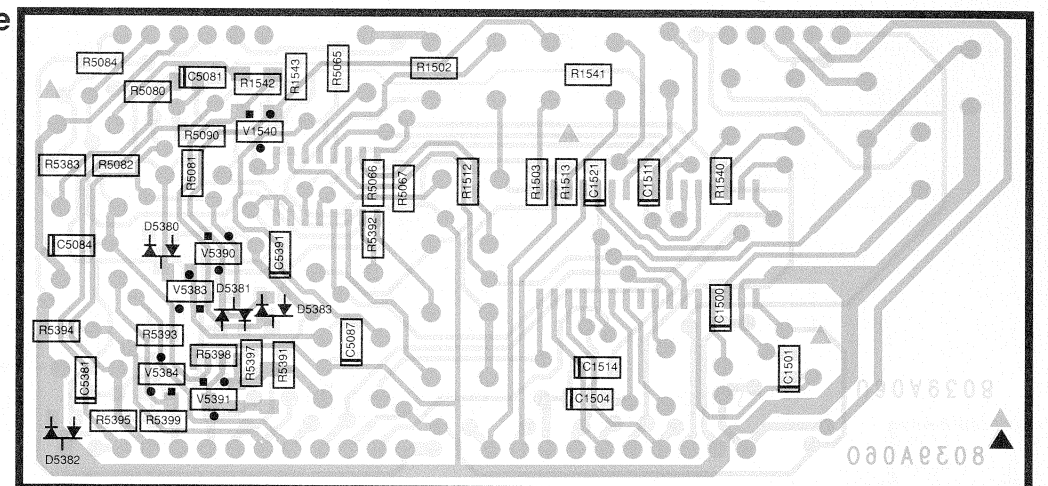 e
R5084
R5080
C5081
R1542
R1543
R5065
R1502
R1541
R5090
V1540
R5383
R5082
R5081
R5066
R5067
R1512
R1503
R1513
C1521
C1511
R1540
D5380
C5084
V5390
C5391
R5392
V5383
D5381
D5383
C1500
R5394
R5393
R5398
R5397
R5391
C5087
C5381
V5384
V5391
C1514
C1504
C1501
R5395
R5399
D5382
8039A060
8039A060